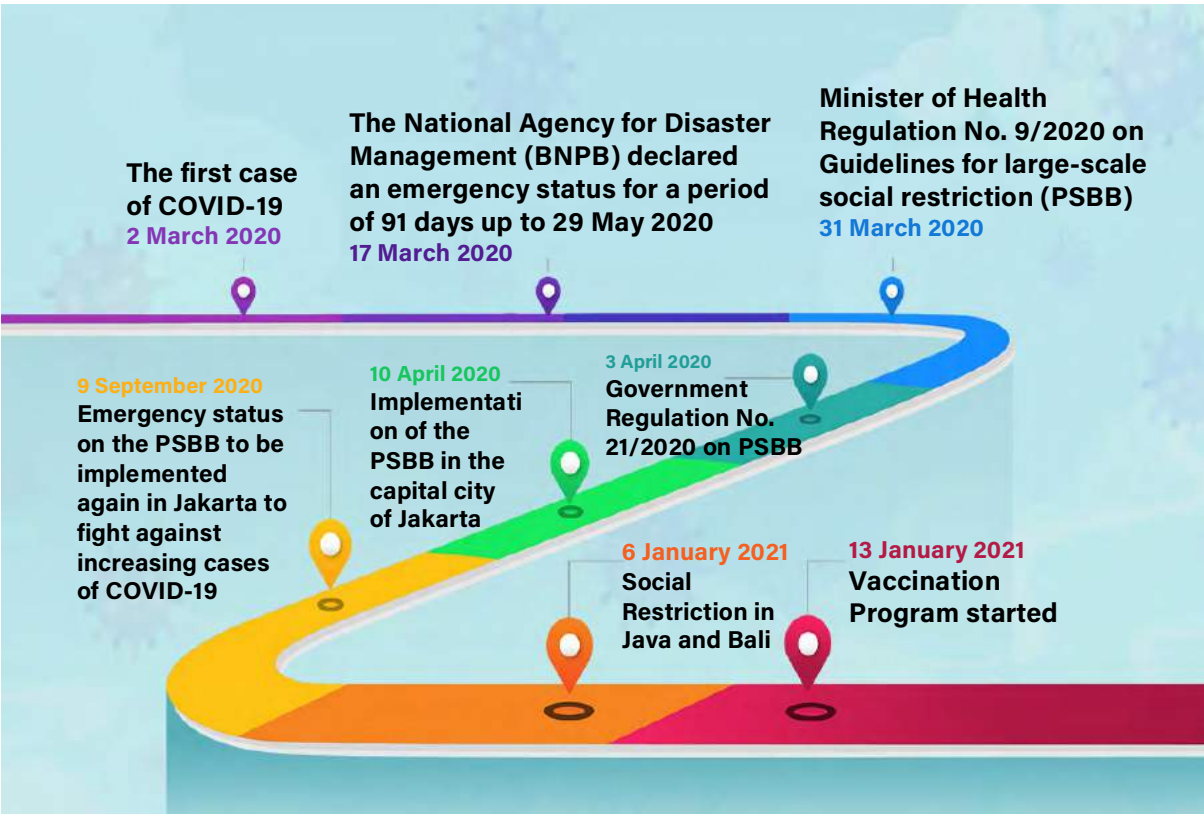 The first case
of COVID-19
2 March 2020
The National Agency for Disaster
Management (BNPB) declared
an emergency status for a period
of 91 days up to 29 May 2020
17 March 2020
Minister of Health
Regulation No. 9/2020 on
Guidelines for large-scale
social restriction (PSBB)
31 March 2020
3 April 2020
Government
Regulation No.
21/2020 on PSBB
10 April 2020
Implementati
on of the
PSBB in the
capital city
of Jakarta
9 September 2020
Emergency status
on the PSBB to be
implemented
again in Jakarta to
fight against
increasing cases
of COVID-19
6 January 2021
Social
Restriction in
Java and Bali
13 January 2021
Vaccination
Program started